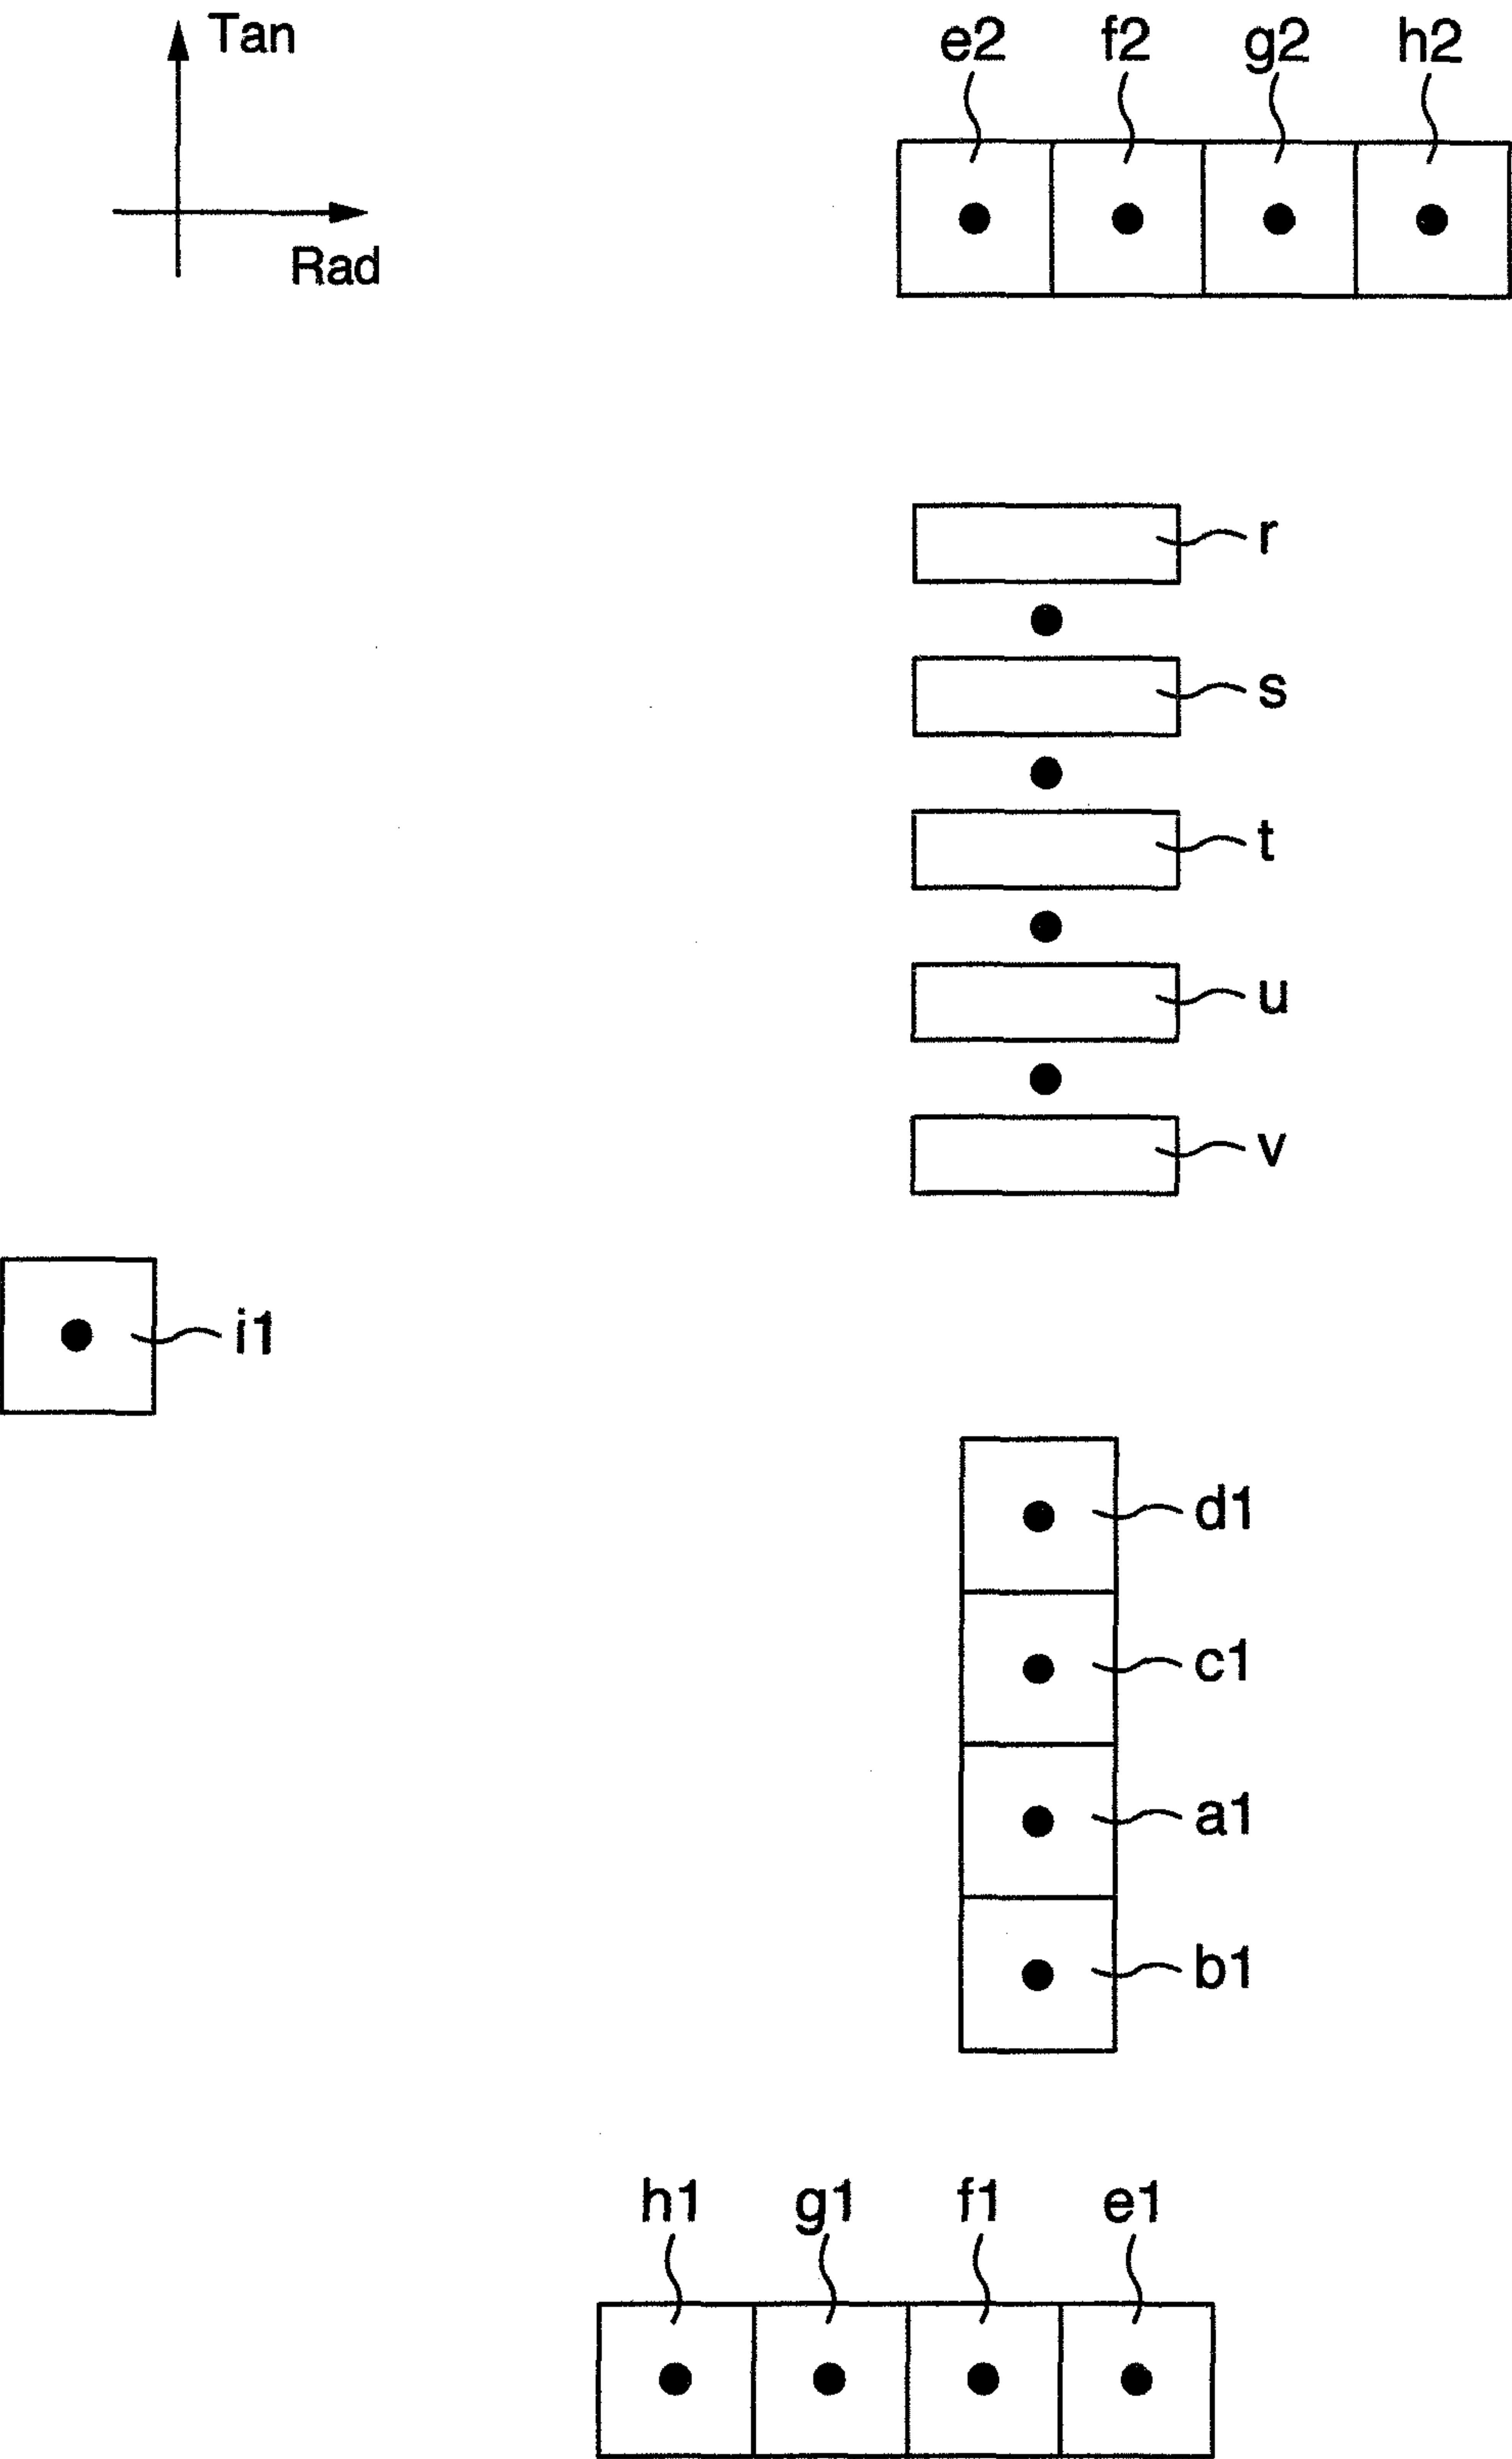 Tan
Rad
e2 f2 g2 h2
r
s
t
u
v
i1
d1
c1
a1
b1
h1 g1 f1 e1